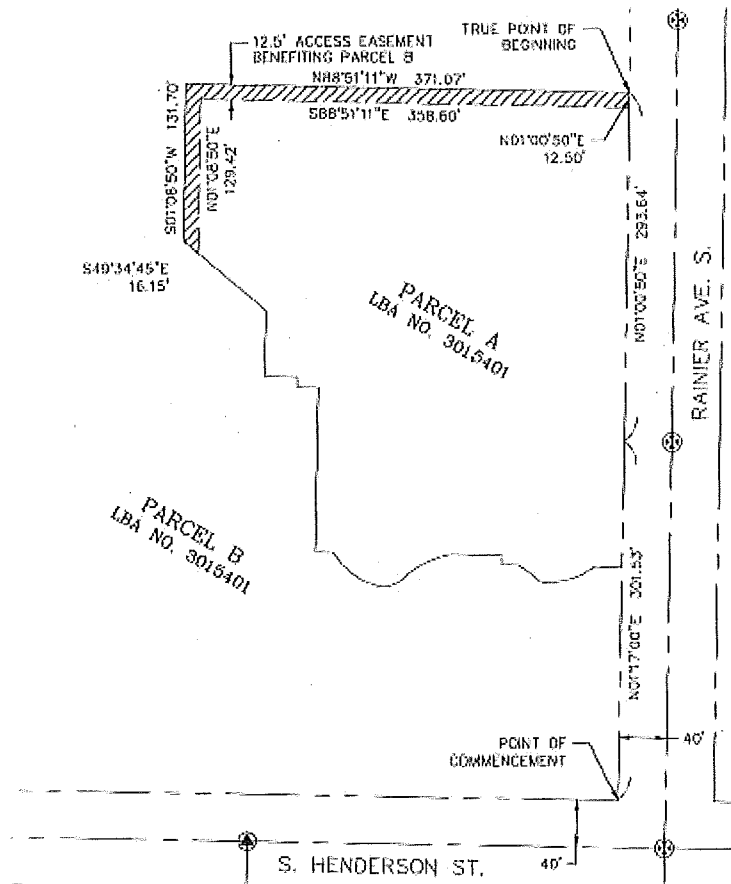 TRUE POINT OF
BEGINNING
12.5' ACCESS EASEMENT
BENEFITING PARCEL B
N88°51'11"W 371.07'
S88°51'11"E 358.60'
N01°00'50"E
12.50'
S01°08'50"W 131.70'
N01°08'50"E
129.42'
S49°34'45"E
16.15'
N01°00'50"E 293.64'
PARCEL A
LBA NO. 3015401
RAINIER AVE. S.
PARCEL B
LBA NO. 3015401
N01°17'00"E 301.53'
POINT OF
COMMENCEMENT
40'
S. HENDERSON ST.
40'